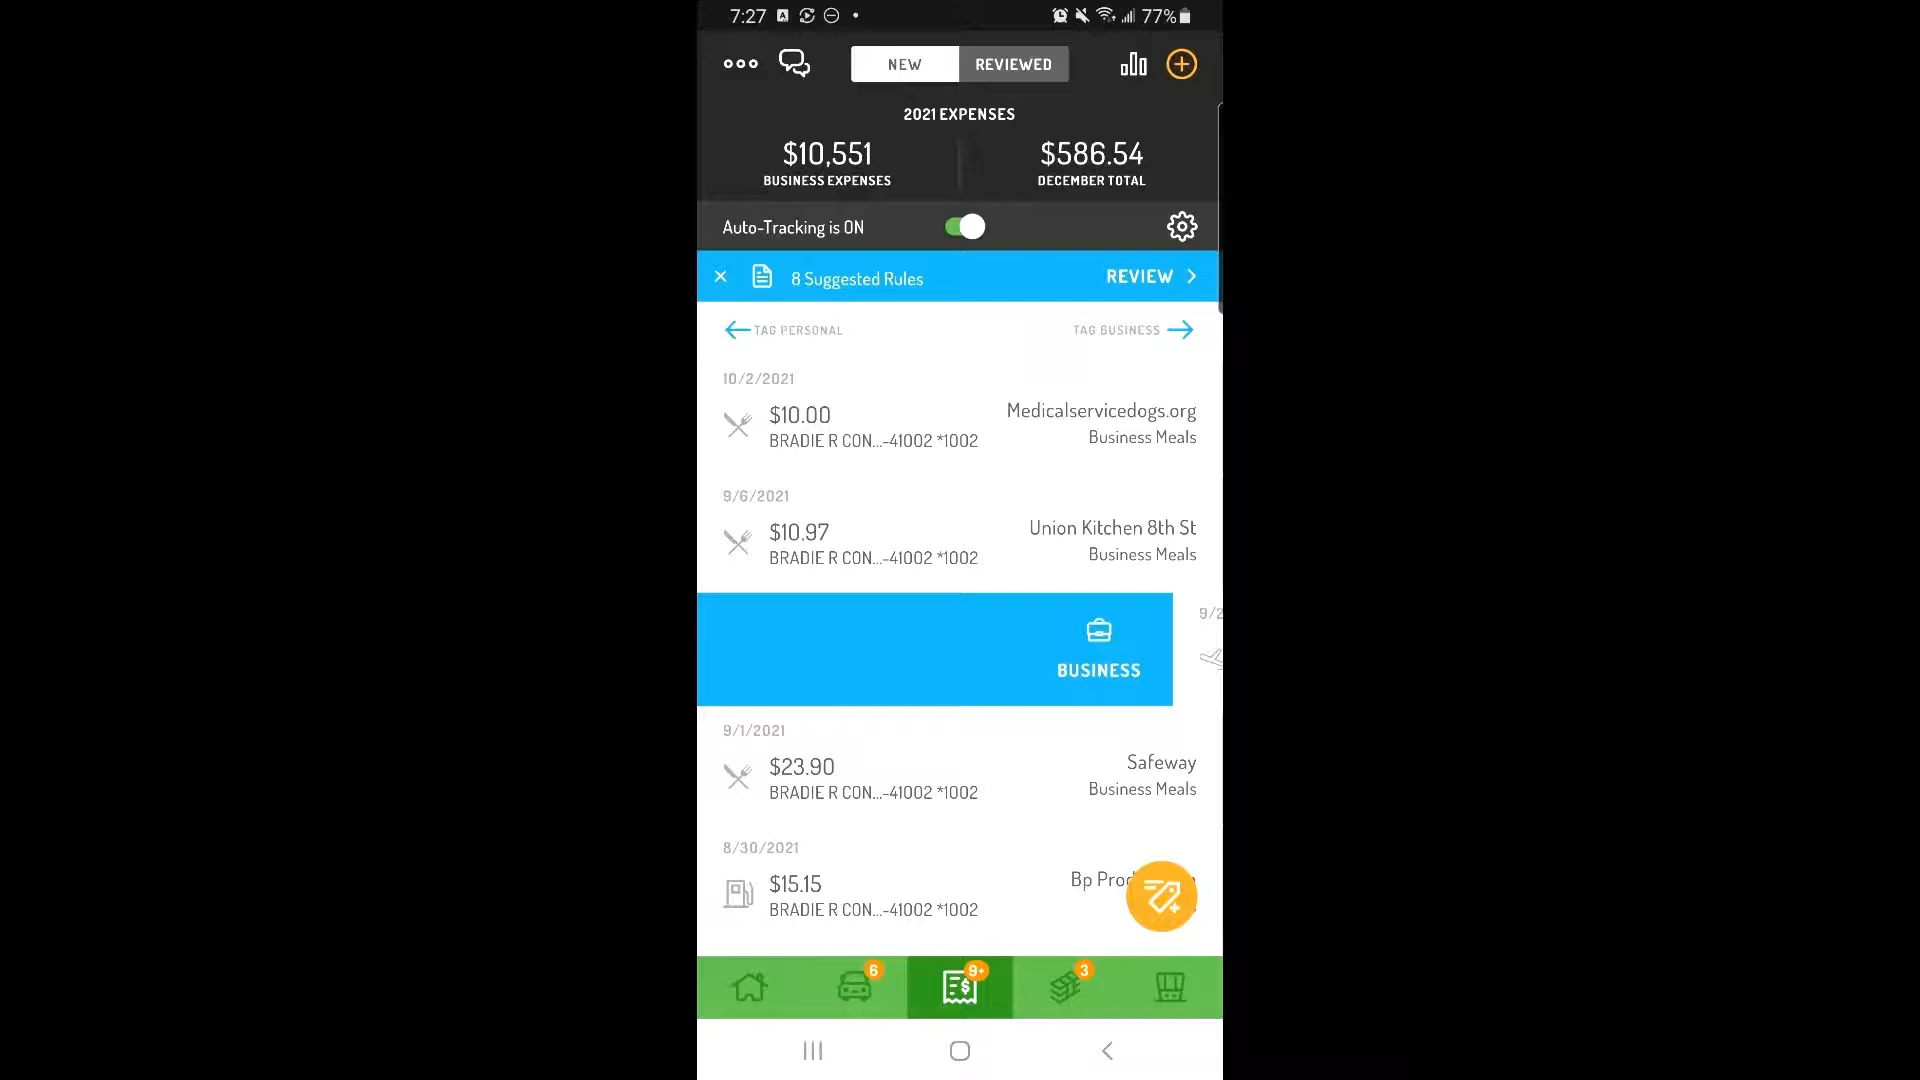 7:27
77%
NEW
REVIEWED
2021 EXPENSES
$10,551
$586.54
BUSINESS EXPENSES
DECEMBER TOTAL
Auto-Tracking is ON
8 Suggested Rules
REVIEW
TAG PERSONAL
TAG BUSINESS
10/2/2021
$10.00
Medicalservicedogs.org
BRADIE R CON...-41002 *1002
Business Meals
9/6/2021
$10.97
Union Kitchen 8th St
BRADIE R CON...-41002 *1002
Business Meals
9/2
BUSINESS
9/1/2021
$23.90
Safeway
BRADIE R CON...-41002 *1002
Business Meals
8/30/2021
$15.15
Bp
BRADIE R CON...-41002 *1002
6
9+
3